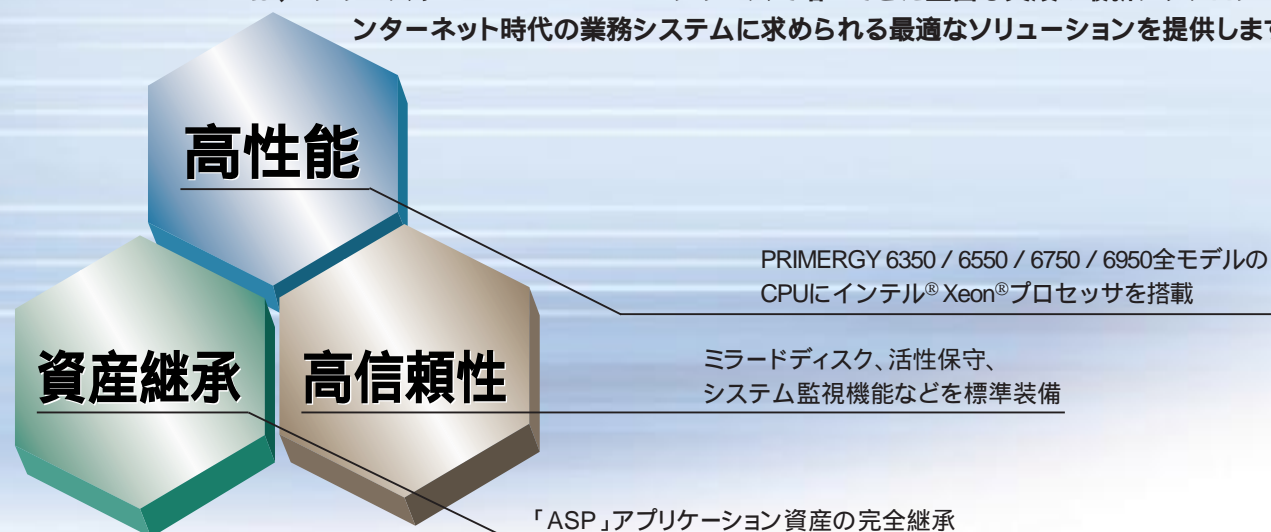 ンターネット時代の業務システムに求められる最適なソリューションを提供します
高性能
PRIMERGY 6350 / 6550 / 6750 / 6950全モデルの
CPUにインテル® Xeon®プロセッサを搭載
資産継承
高信頼性
ミラードディスク、活性保守、
システム監視機能などを標準装備
「ASP」アプリケーション資産の完全継承